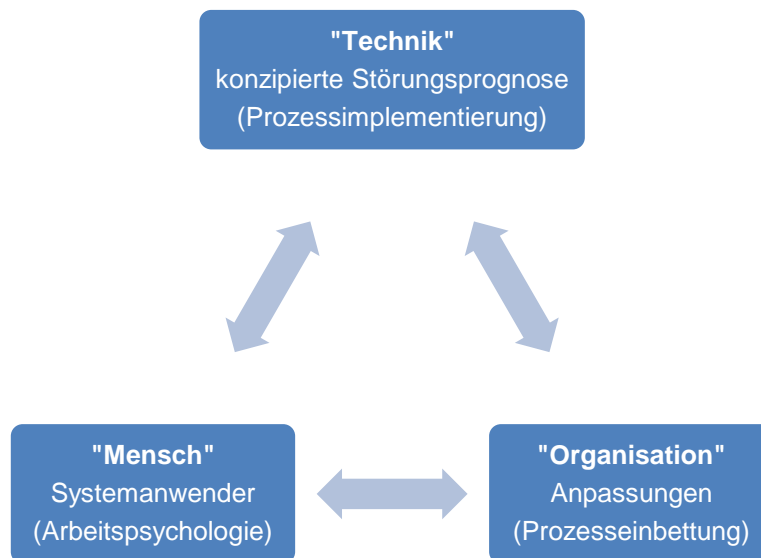 "Technik"
konzipierte Störungsprognose
(Prozessimplementierung)
"Mensch"
Systemanwender
(Arbeitspsychologie)
"Organisation"
Anpassungen
(Prozesseinbettung)